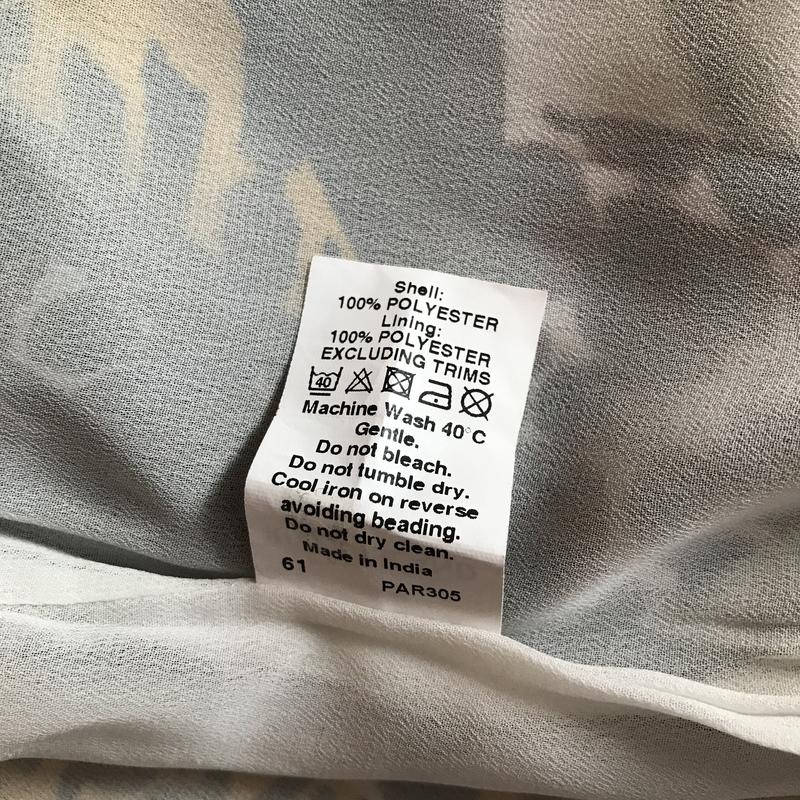 Shell:
100% POLYESTER
Lining:
100% POLYESTER
EXCLUDING TRIMS
40
Machine Wash 40°C
Gentle.
Do not bleach.
Do not tumble dry.
Cool iron on reverse
avoiding beading.
Do not dry clean.
Made in India
61 PAR305